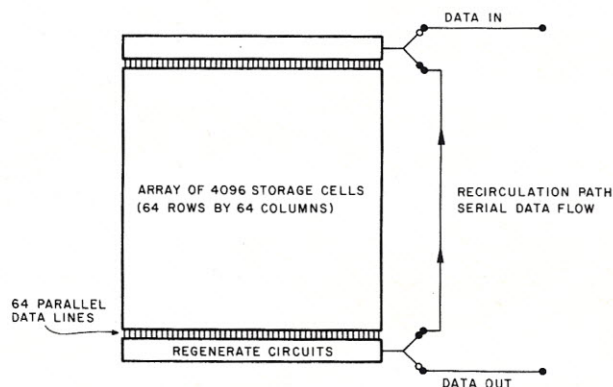 DATA IN
ARRAY OF 4096 STORAGE CELLS
(64 ROWS BY 64 COLUMNS)
RECIRCULATION PATH
SERIAL DATA FLOW
64 PARALLEL
DATA LINES
REGENERATE CIRCUITS
DATA OUT